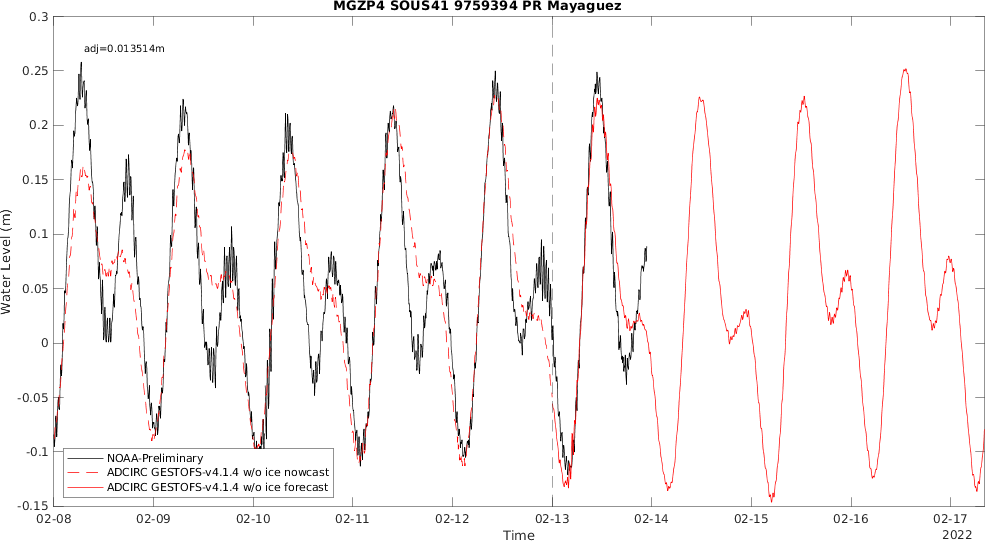 MGZP4 SOUS41 9759394 PR Mayaguez
adj=0.013514m
0.3
0.25
0.2
0.15
0.1
0.05
0
-0.05
-0.1
-0.15
Water Level (m)
NOAA-Preliminary
ADCIRC GESTOFS-v4.1.4 w/o ice nowcast
ADCIRC GESTOFS-v4.1.4 w/o ice forecast
02-08 02-09 02-10 02-11 02-12 02-13 02-14 02-15 02-16 02-17
Time
2022